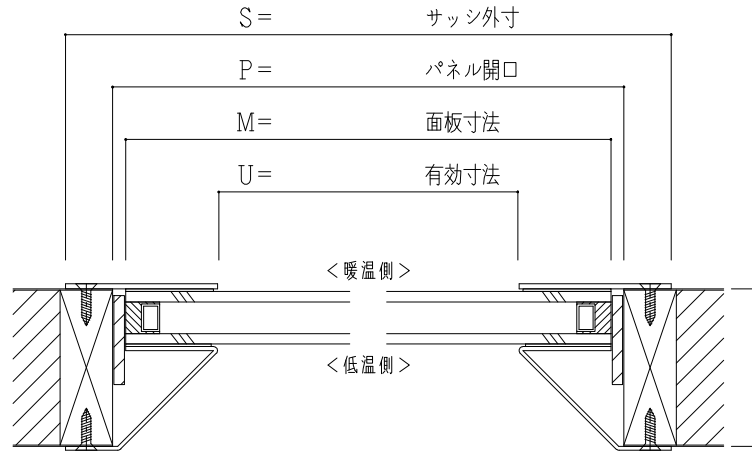 S= サッシ外寸
P= パネル開口
M= 面板寸法
U= 有効寸法
<暖温側>
<低温側>